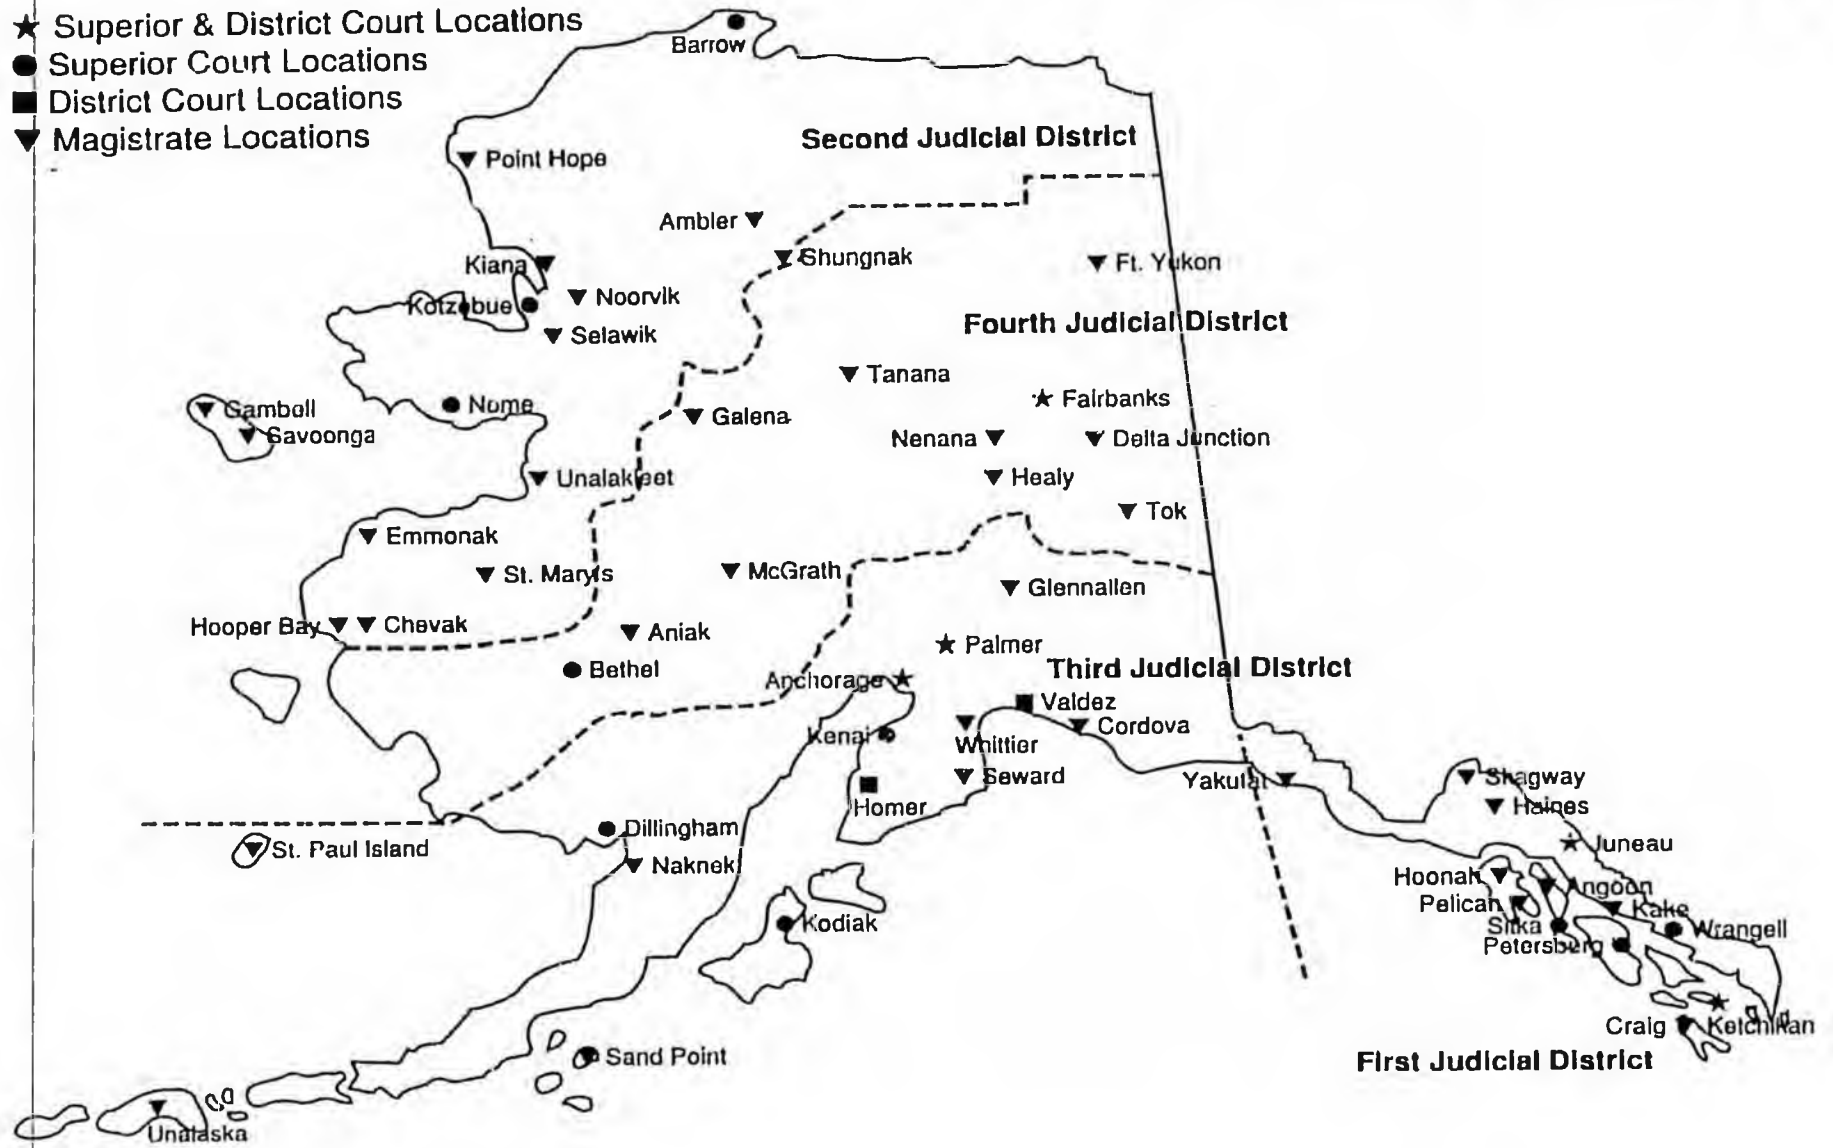 ★ Superior & District Court Locations
● Superior Court Locations
■ District Court Locations
▼ Magistrate Locations
Barrow
Second Judicial District
Point Hope
Ambler
Shungnak
Kiana
Ft. Yukon
Noorvik
Kotzebue
Fourth Judicial District
Selawik
Tanana
Fairbanks
Nome
Gambell
Galena
Savoonga
Nenana
Delta Junction
Unalakleet
Healy
Tok
Emmonak
St. Mary's
McGrath
Glennallen
Hooper Bay
Chevak
Aniak
Palmer
Bethel
Third Judicial District
Anchorage
Valdez
Cordova
Kenai
Whittier
Seward
Yakutat
Skagway
Homer
Haines
Dillingham
Juneau
St. Paul Island
Naknek
Hoonah
Angoon
Pelican
Kake
Kodiak
Sitka
Wrangell
Petersburg
Craig
Ketchikan
Sand Point
First Judicial District
Unalaska